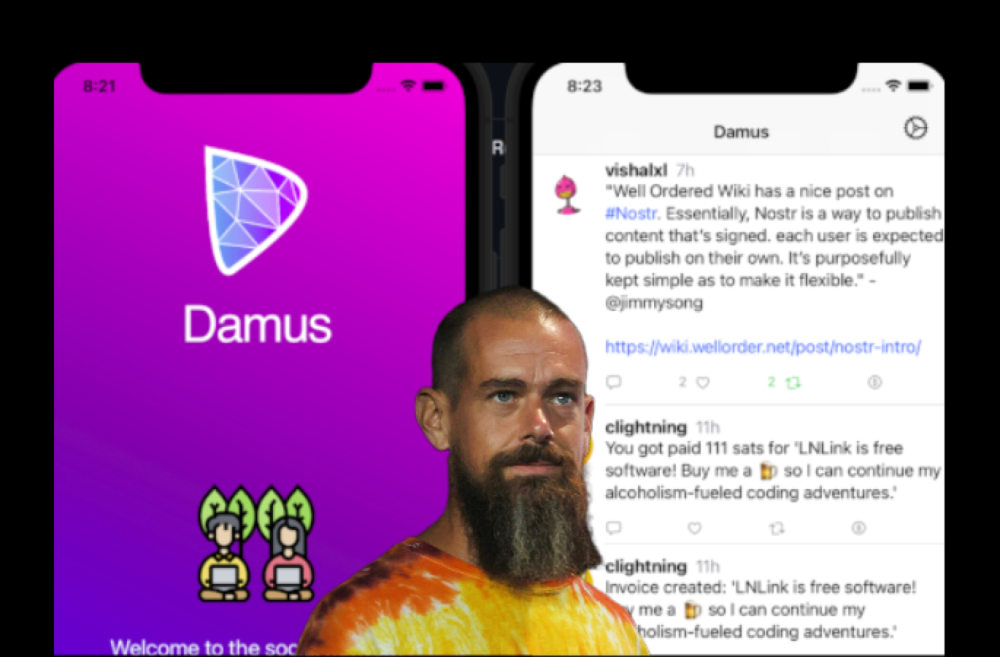 8:21
Damus
Welcome to the soc
R
8:23
Damus
vishalxl 7h
"Well Ordered Wiki has a nice post on
#Nostr. Essentially, Nostr is a way to publish
content that's signed. each user is expected
to publish on their own. It's purposefully
kept simple as to make it flexible." -
@jimmysong
https://wiki.wellorder.net/post/nostr-intro/
2 2
clightning 11h
You got paid 111 sats for 'LNLink is free
software! Buy me a 🍺 so I can continue my
alcoholism-fueled coding adventures.'
clightning 11h
Invoice created: 'LNLink is free software!
y me a 🍺 so I can continue my
holism-fueled coding adventures.'